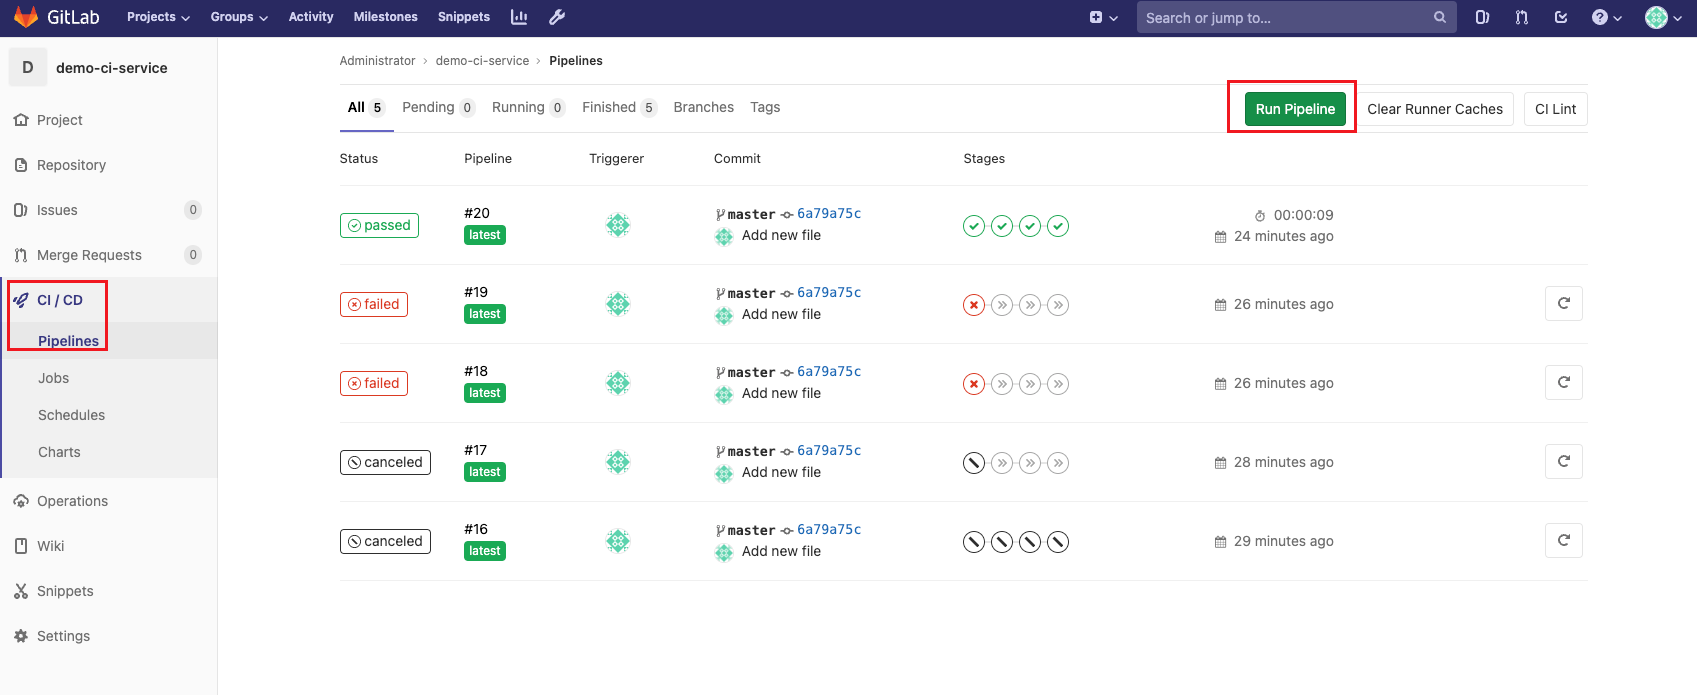 GitLab Projects Groups Activity Milestones Snippets Search or jump to...
D demo-ci-service
Project
Repository
Issues 0
Merge Requests 0
CI / CD
Pipelines
Jobs
Schedules
Charts
Operations
Wiki
Snippets
Settings
Administrator › demo-ci-service › Pipelines
All 5 Pending 0 Running 0 Finished 5 Branches Tags Run Pipeline Clear Runner Caches CI Lint
Status Pipeline Triggerer Commit Stages
passed #20 latest master 6a79a75c Add new file 00:00:09 24 minutes ago
failed #19 latest master 6a79a75c Add new file 26 minutes ago
failed #18 latest master 6a79a75c Add new file 26 minutes ago
canceled #17 latest master 6a79a75c Add new file 28 minutes ago
canceled #16 latest master 6a79a75c Add new file 29 minutes ago